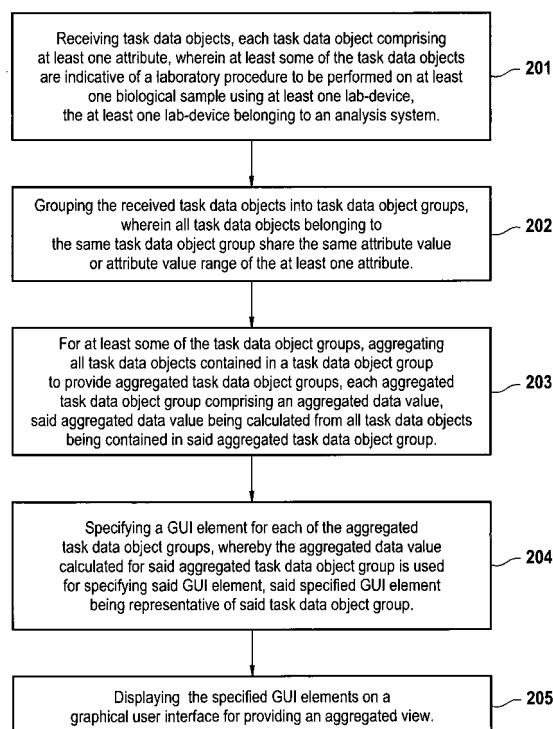 Receiving task data objects, each task data object comprising
at least one attribute, wherein at least some of the task data objects
are indicative of a laboratory procedure to be performed on at least
one biological sample using at least one lab-device,
the at least one lab-device belonging to an analysis system.
201
Grouping the received task data objects into task data object groups,
wherein all task data objects belonging to
the same task data object group share the same attribute value
or attribute value range of the at least one attribute.
202
For at least some of the task data object groups, aggregating
all task data objects contained in a task data object group
to provide aggregated task data object groups, each aggregated
task data object group comprising an aggregated data value,
said aggregated data value being calculated from all task data objects
being contained in said aggregated task data object group.
203
Specifying a GUI element for each of the aggregated
task data object groups, whereby the aggregated data value
calculated for said aggregated task data object group is used
for specifying said GUI element, said specified GUI element
being representative of said task data object group.
204
Displaying the specified GUI elements on a
graphical user interface for providing an aggregated view.
205